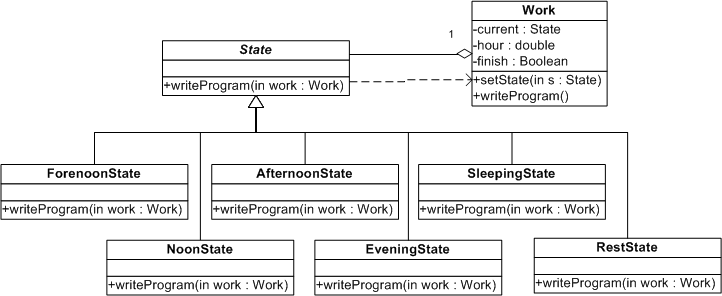 Work
-current : State
-hour : double
-finish : Boolean
+setState(in s : State)
+writeProgram()
1
State
+writeProgram(in work : Work)
ForenoonState
+writeProgram(in work : Work)
AfternoonState
+writeProgram(in work : Work)
SleepingState
+writeProgram(in work : Work)
NoonState
+writeProgram(in work : Work)
EveningState
+writeProgram(in work : Work)
RestState
+writeProgram(in work : Work)